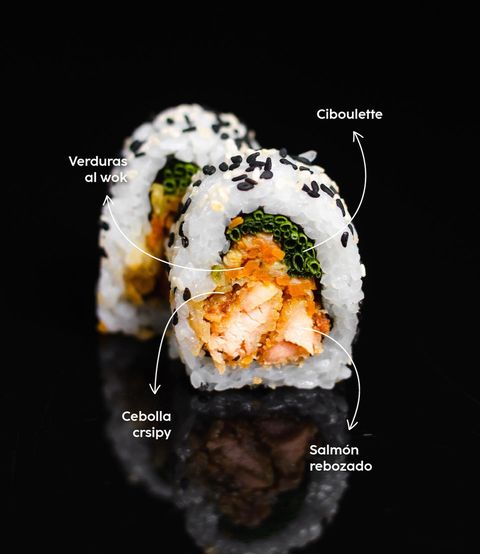 Ciboulette
Verduras
al wok
Cebolla
crsipy
Salmón
rebozado